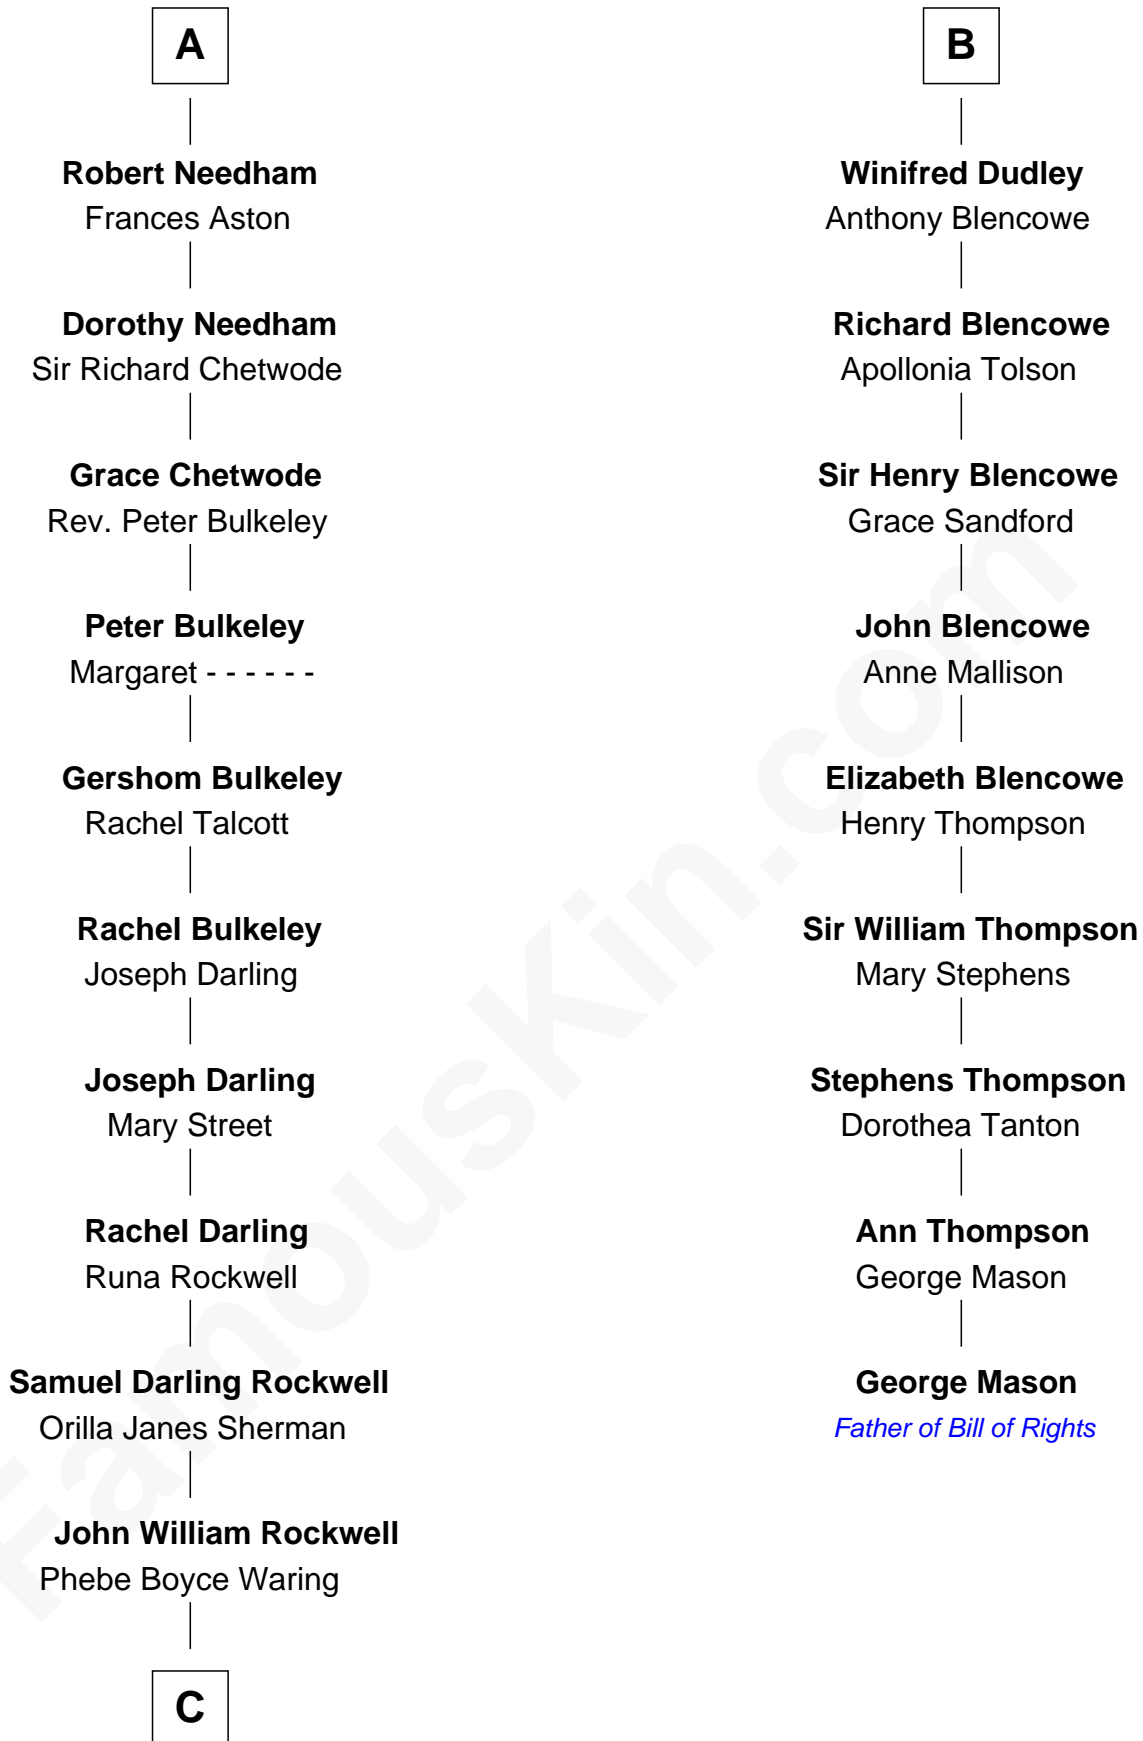 A
Robert Needham
Frances Aston
Dorothy Needham
Sir Richard Chetwode
Grace Chetwode
Rev. Peter Bulkeley
Peter Bulkeley
Margaret - - - - - -
Gershom Bulkeley
Rachel Talcott
Rachel Bulkeley
Joseph Darling
Joseph Darling
Mary Street
Rachel Darling
Runa Rockwell
Samuel Darling Rockwell
Orilla Janes Sherman
John William Rockwell
Phebe Boyce Waring
C
B
Winifred Dudley
Anthony Blencowe
Richard Blencowe
Apollonia Tolson
Sir Henry Blencowe
Grace Sandford
John Blencowe
Anne Mallison
Elizabeth Blencowe
Henry Thompson
Sir William Thompson
Mary Stephens
Stephens Thompson
Dorothea Tanton
Ann Thompson
George Mason
George Mason
Father of Bill of Rights
FamousKin.com